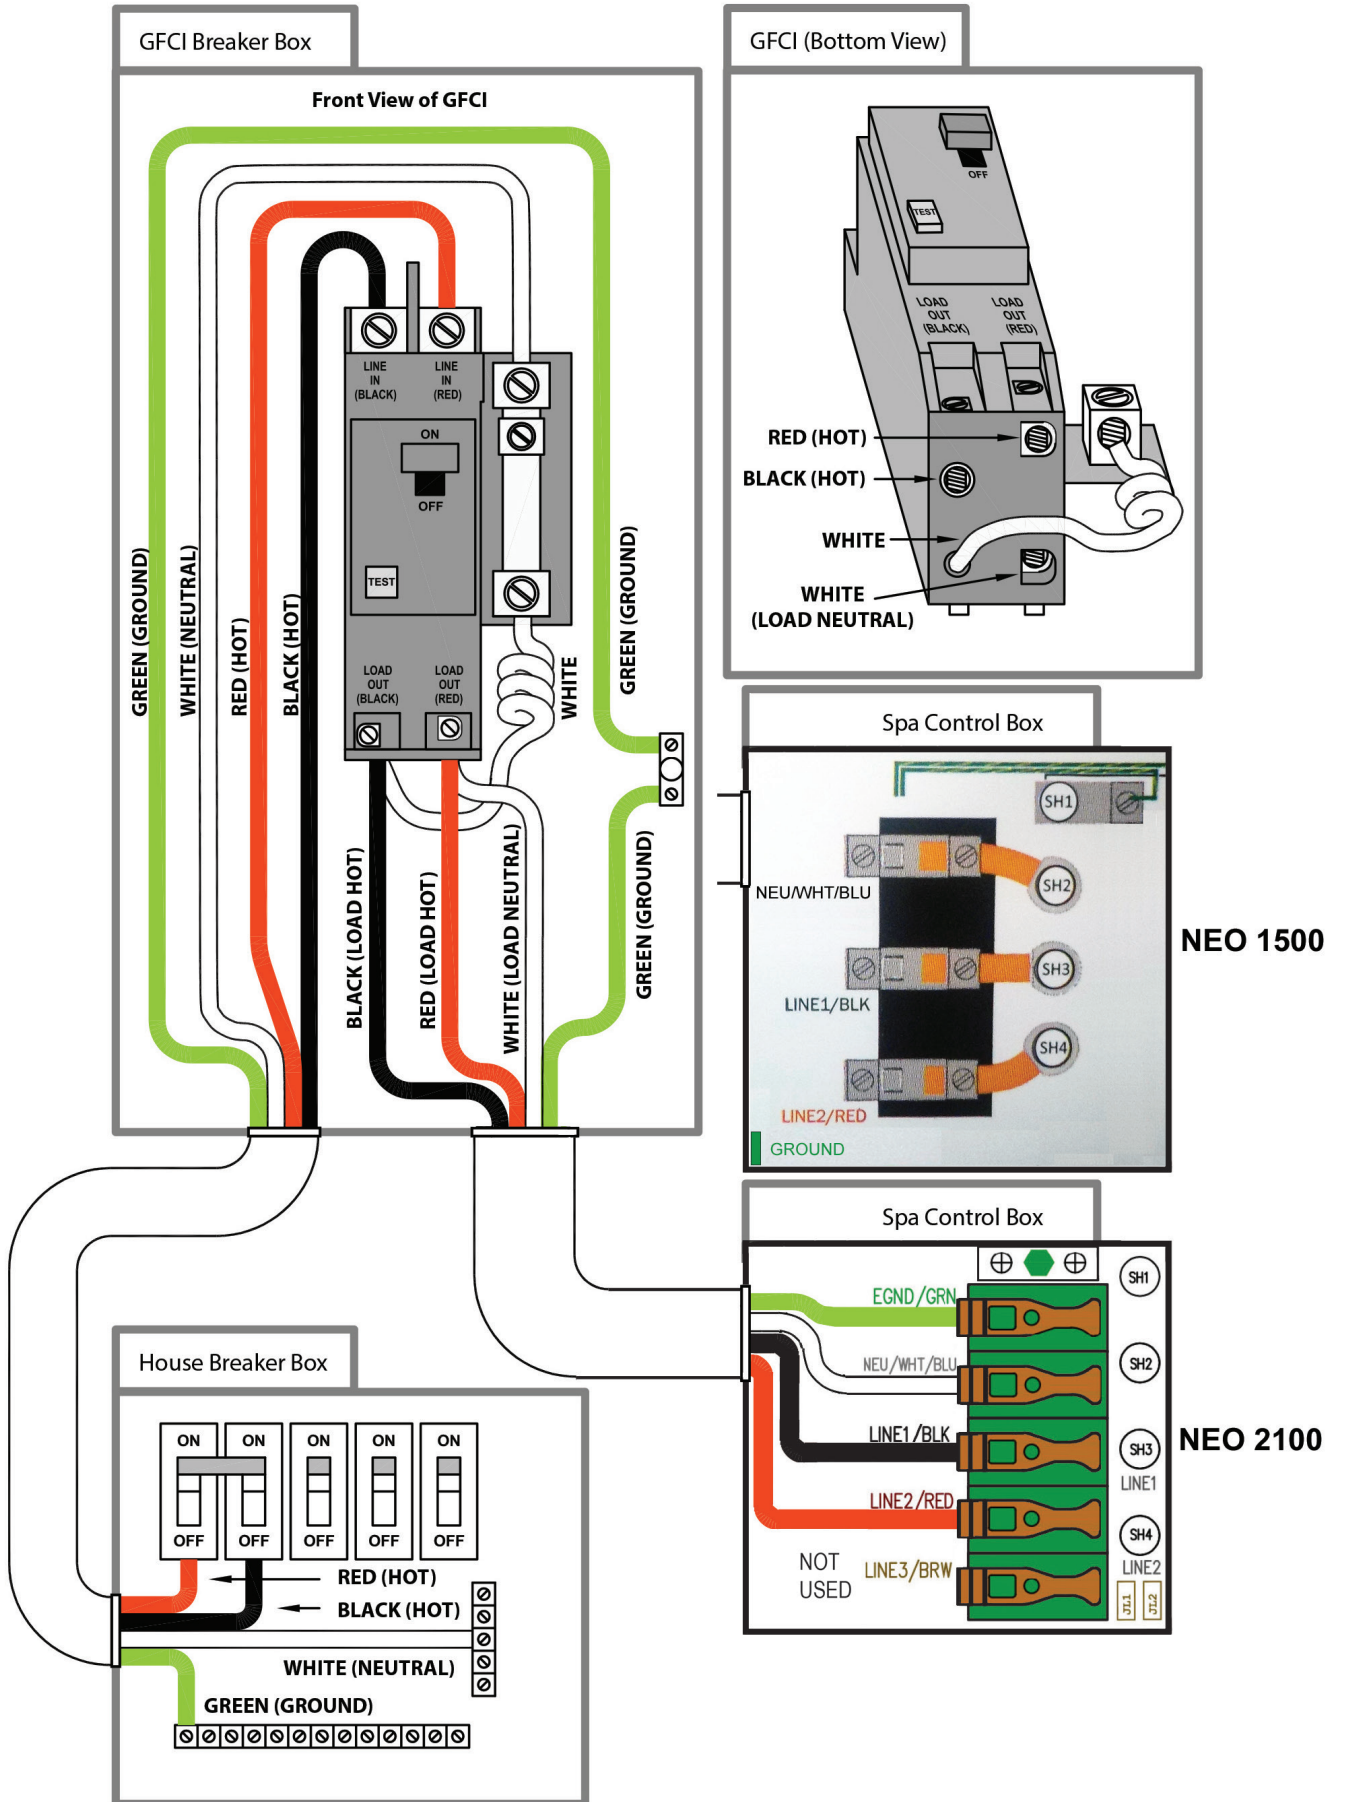 GFCI Breaker Box
Front View of GFCI
GREEN (GROUND)
WHITE (NEUTRAL)
RED (HOT)
BLACK (HOT)
LINE
IN
(BLACK)
LINE
IN
(RED)
ON
OFF
TEST
LOAD
OUT
(BLACK)
LOAD
OUT
(RED)
WHITE
GREEN (GROUND)
BLACK (LOAD HOT)
RED (LOAD HOT)
WHITE (LOAD NEUTRAL)
GREEN (GROUND)
GFCI (Bottom View)
OFF
TEST
LOAD
OUT
(BLACK)
LOAD
OUT
(RED)
RED (HOT)
BLACK (HOT)
WHITE
WHITE
(LOAD NEUTRAL)
Spa Control Box
SH1
NEU/WHT/BLU
SH2
LINE1/BLK
SH3
LINE2/RED
SH4
GROUND
NEO 1500
Spa Control Box
EGND/GRN
SH1
NEU/WHT/BLU
SH2
LINE1/BLK
SH3
LINE1
LINE2/RED
SH4
LINE2
NOT
USED
LINE3/BRW
JL1
JL2
NEO 2100
House Breaker Box
ON
ON
ON
ON
ON
OFF
OFF
OFF
OFF
OFF
RED (HOT)
BLACK (HOT)
WHITE (NEUTRAL)
GREEN (GROUND)